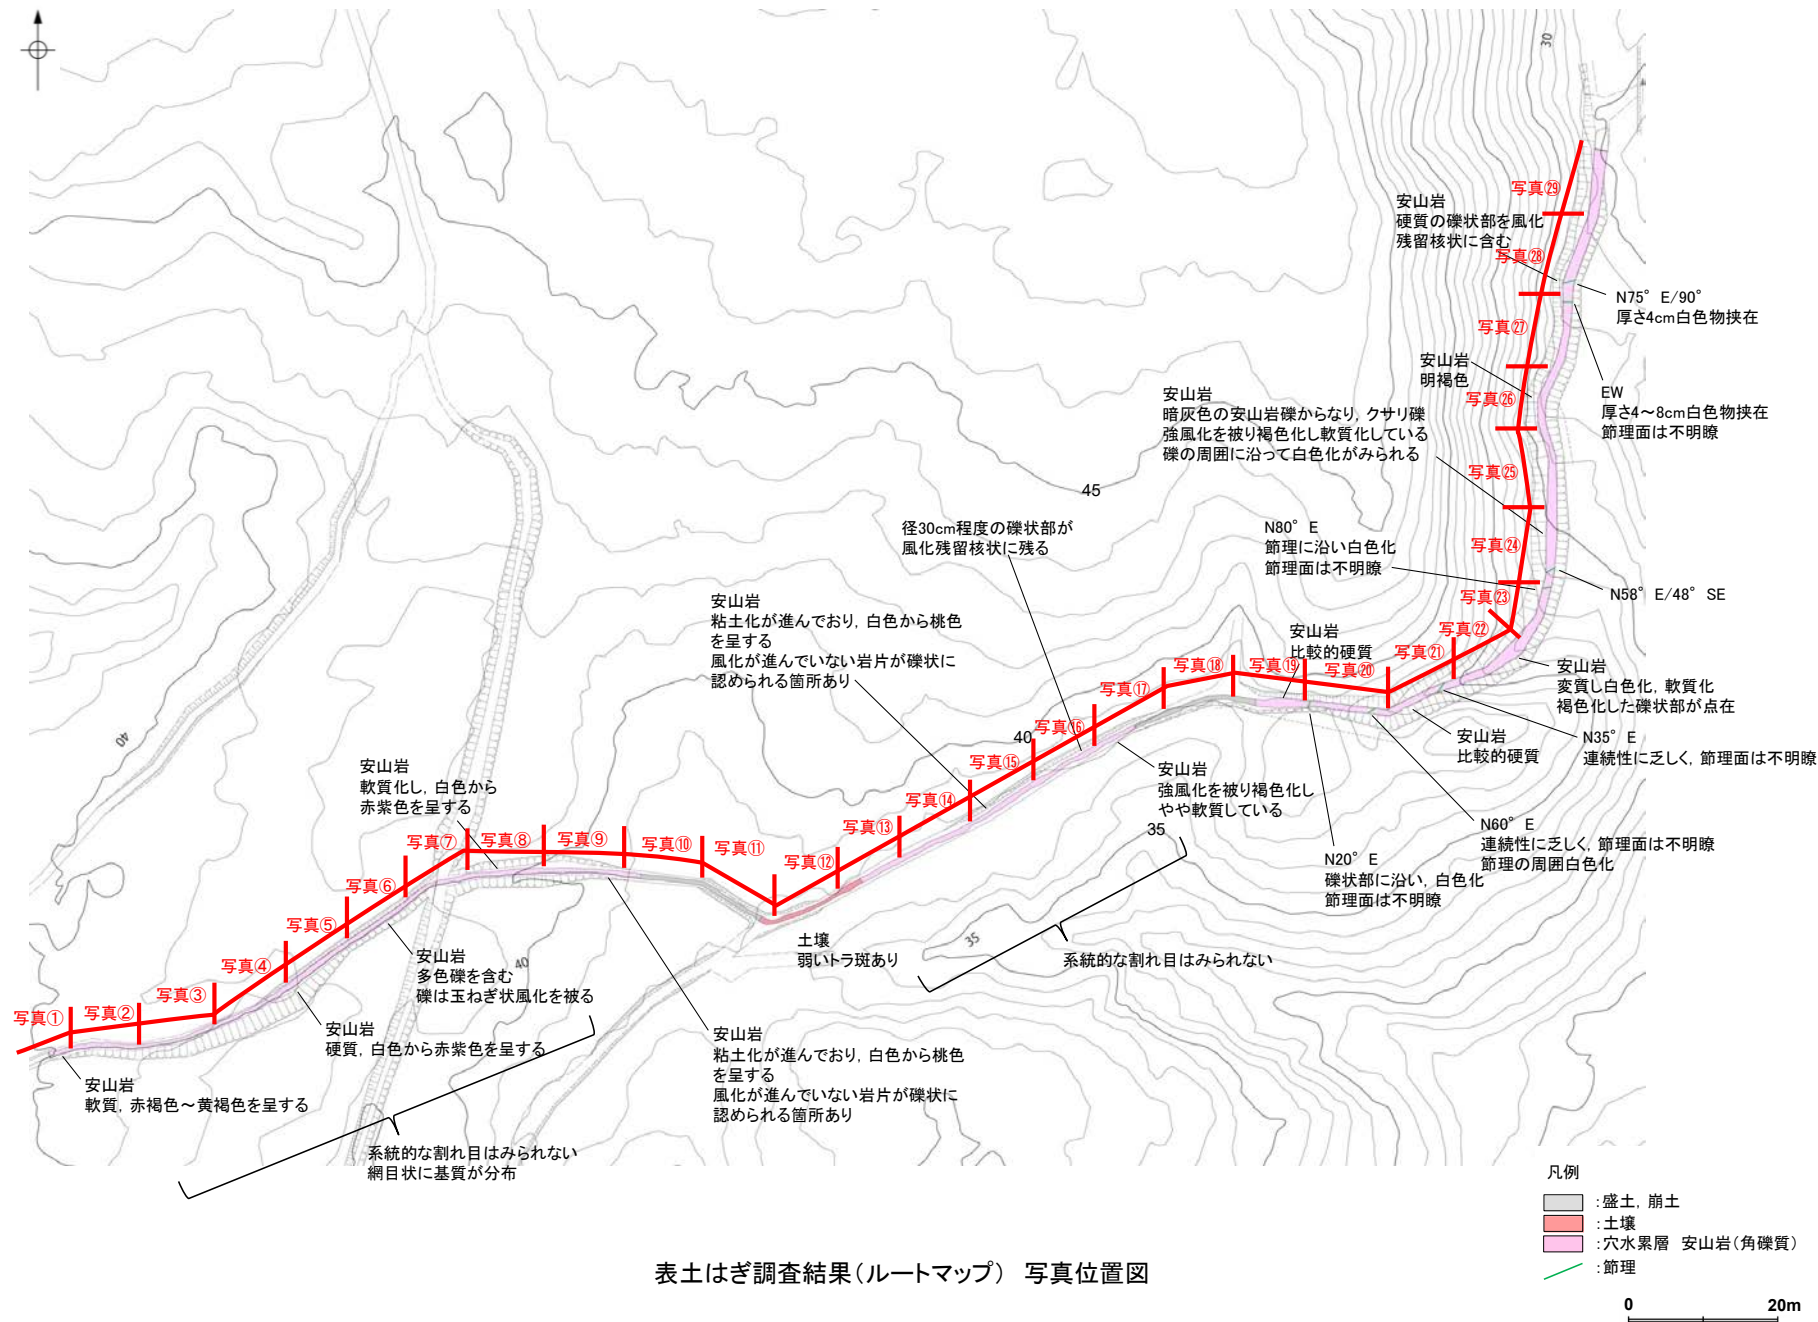 30
写真㉙
安山岩
硬質の礫状部を風化
残留核状に含む
写真㉘
N75° E/90°
厚さ4cm白色物挟在
写真㉗
安山岩
明褐色
EW
厚さ4～8cm白色物挟在
節理面は不明瞭
写真㉖
安山岩
暗灰色の安山岩礫からなり, クサリ礫
強風化を被り褐色化し軟質化している
礫の周囲に沿って白色化がみられる
写真㉕
45
径30cm程度の礫状部が
風化残留核状に残る
N80° E
節理に沿い白色化
節理面は不明瞭
写真㉔
N58° E/48° SE
写真㉓
安山岩
粘土化が進んでおり, 白色から桃色
を呈する
風化が進んでいない岩片が礫状に
認められる箇所あり
写真㉒
安山岩
比較的硬質
写真㉑
写真⑳
写真⑲
写真⑱
写真⑰
安山岩
変質し白色化, 軟質化
褐色化した礫状部が点在
写真⑯
40
安山岩
比較的硬質
N35° E
連続性に乏しく, 節理面は不明瞭
40
写真⑮
安山岩
軟質化し, 白色から
赤紫色を呈する
安山岩
強風化を被り褐色化し
やや軟質している
写真⑭
写真⑬
35
N60° E
連続性に乏しく, 節理面は不明瞭
節理の周囲白色化
写真⑦
写真⑧
写真⑨
写真⑩
写真⑪
写真⑫
N20° E
礫状部に沿い, 白色化
節理面は不明瞭
写真⑥
写真⑤
土壌
弱いトラ斑あり
35
系統的な割れ目はみられない
安山岩
多色礫を含む
礫は玉ねぎ状風化を被る
40
写真④
写真③
写真②
写真①
安山岩
硬質, 白色から赤紫色を呈する
安山岩
粘土化が進んでおり, 白色から桃色
を呈する
風化が進んでいない岩片が礫状に
認められる箇所あり
安山岩
軟質, 赤褐色～黄褐色を呈する
系統的な割れ目はみられない
網目状に基質が分布
凡例
:盛土, 崩土
:土壌
:穴水累層 安山岩(角礫質)
:節理
表土はぎ調査結果(ルートマップ) 写真位置図
0 20m